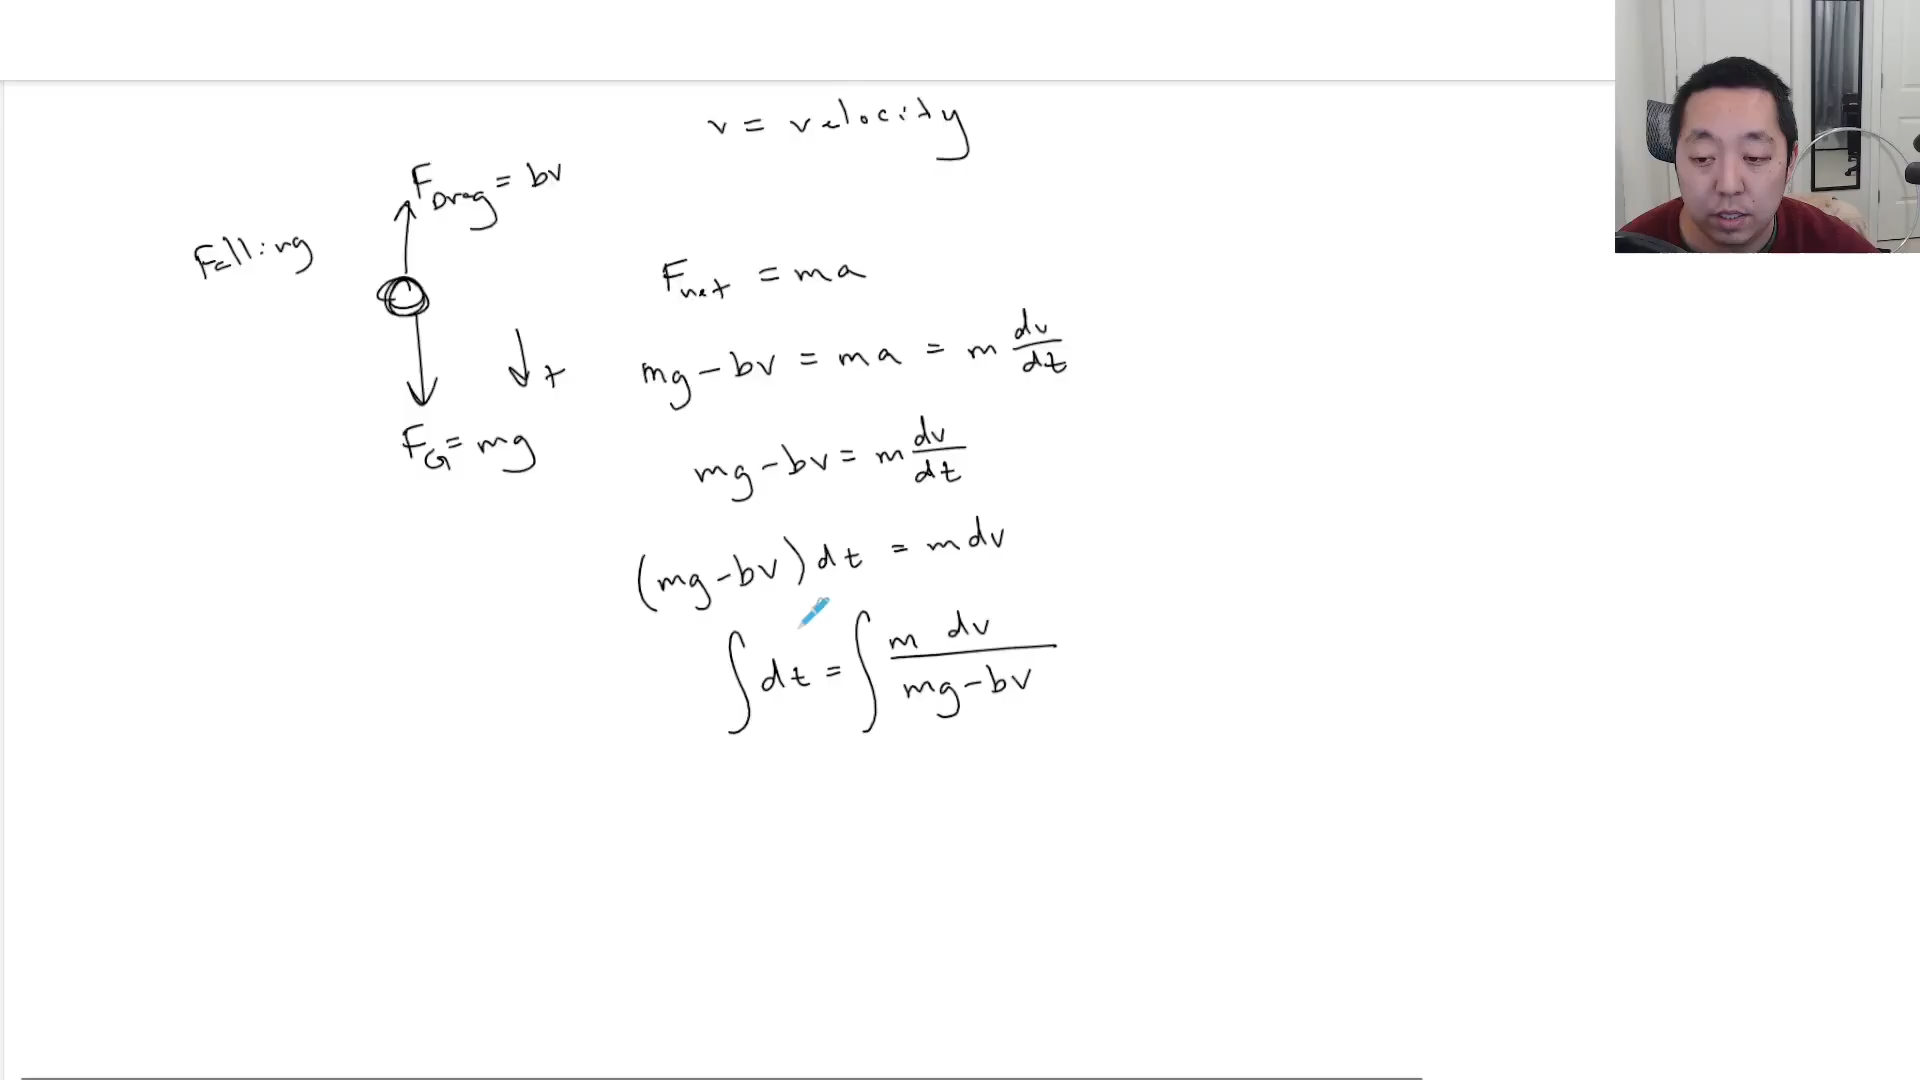 v = velocity
F_Drag = bv
Falling
F_net = ma
mg - bv = ma = m dv/dt
↓ +
F_G = mg
mg - bv = m dv/dt
(mg - bv) dt = m dv
∫ dt = ∫ m dv / mg - bv